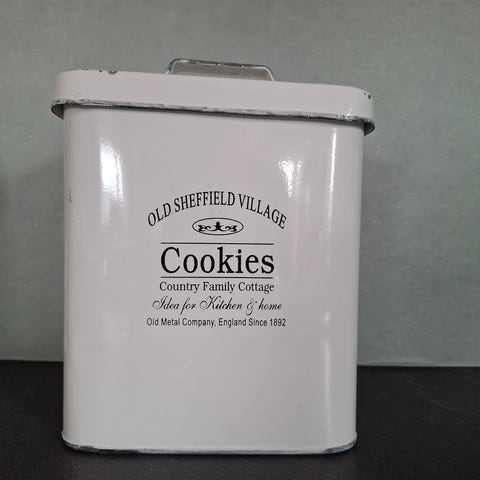 OLD SHEFFIELD VILLAGE
Cookies
Country Family Cottage
Idea for Kitchen & home
Old Metal Company, England Since 1892